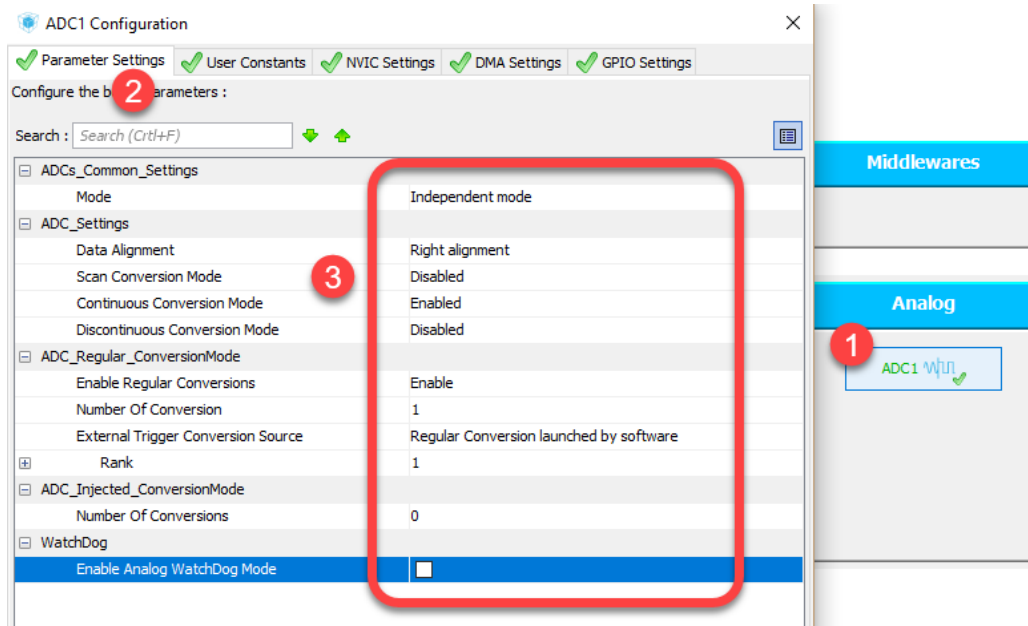 ADC1 Configuration
Parameter Settings User Constants NVIC Settings DMA Settings GPIO Settings
Configure the b 2 arameters :
Search : Search (Crtl+F)
ADCs_Common_Settings
Mode Independent mode
ADC_Settings
Data Alignment Right alignment
Scan Conversion Mode Disabled
3
Continuous Conversion Mode Enabled
Discontinuous Conversion Mode Disabled
ADC_Regular_ConversionMode
Enable Regular Conversions Enable
Number Of Conversion 1
External Trigger Conversion Source Regular Conversion launched by software
Rank 1
ADC_Injected_ConversionMode
Number Of Conversions 0
WatchDog
Enable Analog WatchDog Mode
Middlewares
Analog
1
ADC1